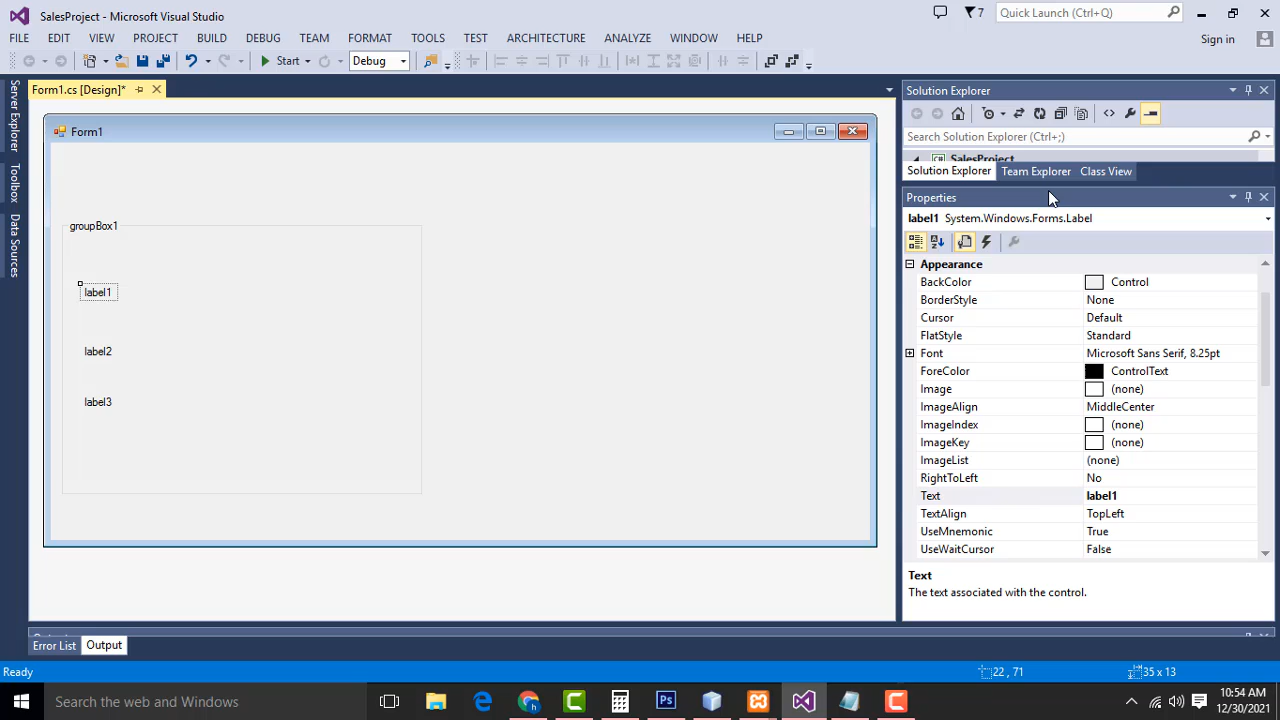 SalesProject - Microsoft Visual Studio
7
Quick Launch (Ctrl+Q)
FILE EDIT VIEW PROJECT BUILD DEBUG TEAM FORMAT TOOLS TEST ARCHITECTURE ANALYZE WINDOW HELP
Sign in
Start
Debug
Server Explorer
Toolbox
Data Sources
Form1.cs [Design]*
Form1
groupBox1
label1
label2
label3
Solution Explorer
Search Solution Explorer (Ctrl+;)
C# SalesProject
Solution Explorer Team Explorer Class View
Properties
label1 System.Windows.Forms.Label
Appearance
BackColor Control
BorderStyle None
Cursor Default
FlatStyle Standard
Font Microsoft Sans Serif, 8.25pt
ForeColor ControlText
Image (none)
ImageAlign MiddleCenter
ImageIndex (none)
ImageKey (none)
ImageList (none)
RightToLeft No
Text label1
TextAlign TopLeft
UseMnemonic True
UseWaitCursor False
Text
The text associated with the control.
Error List Output
Ready
22 , 71
35 x 13
Search the web and Windows
10:54 AM
12/30/2021